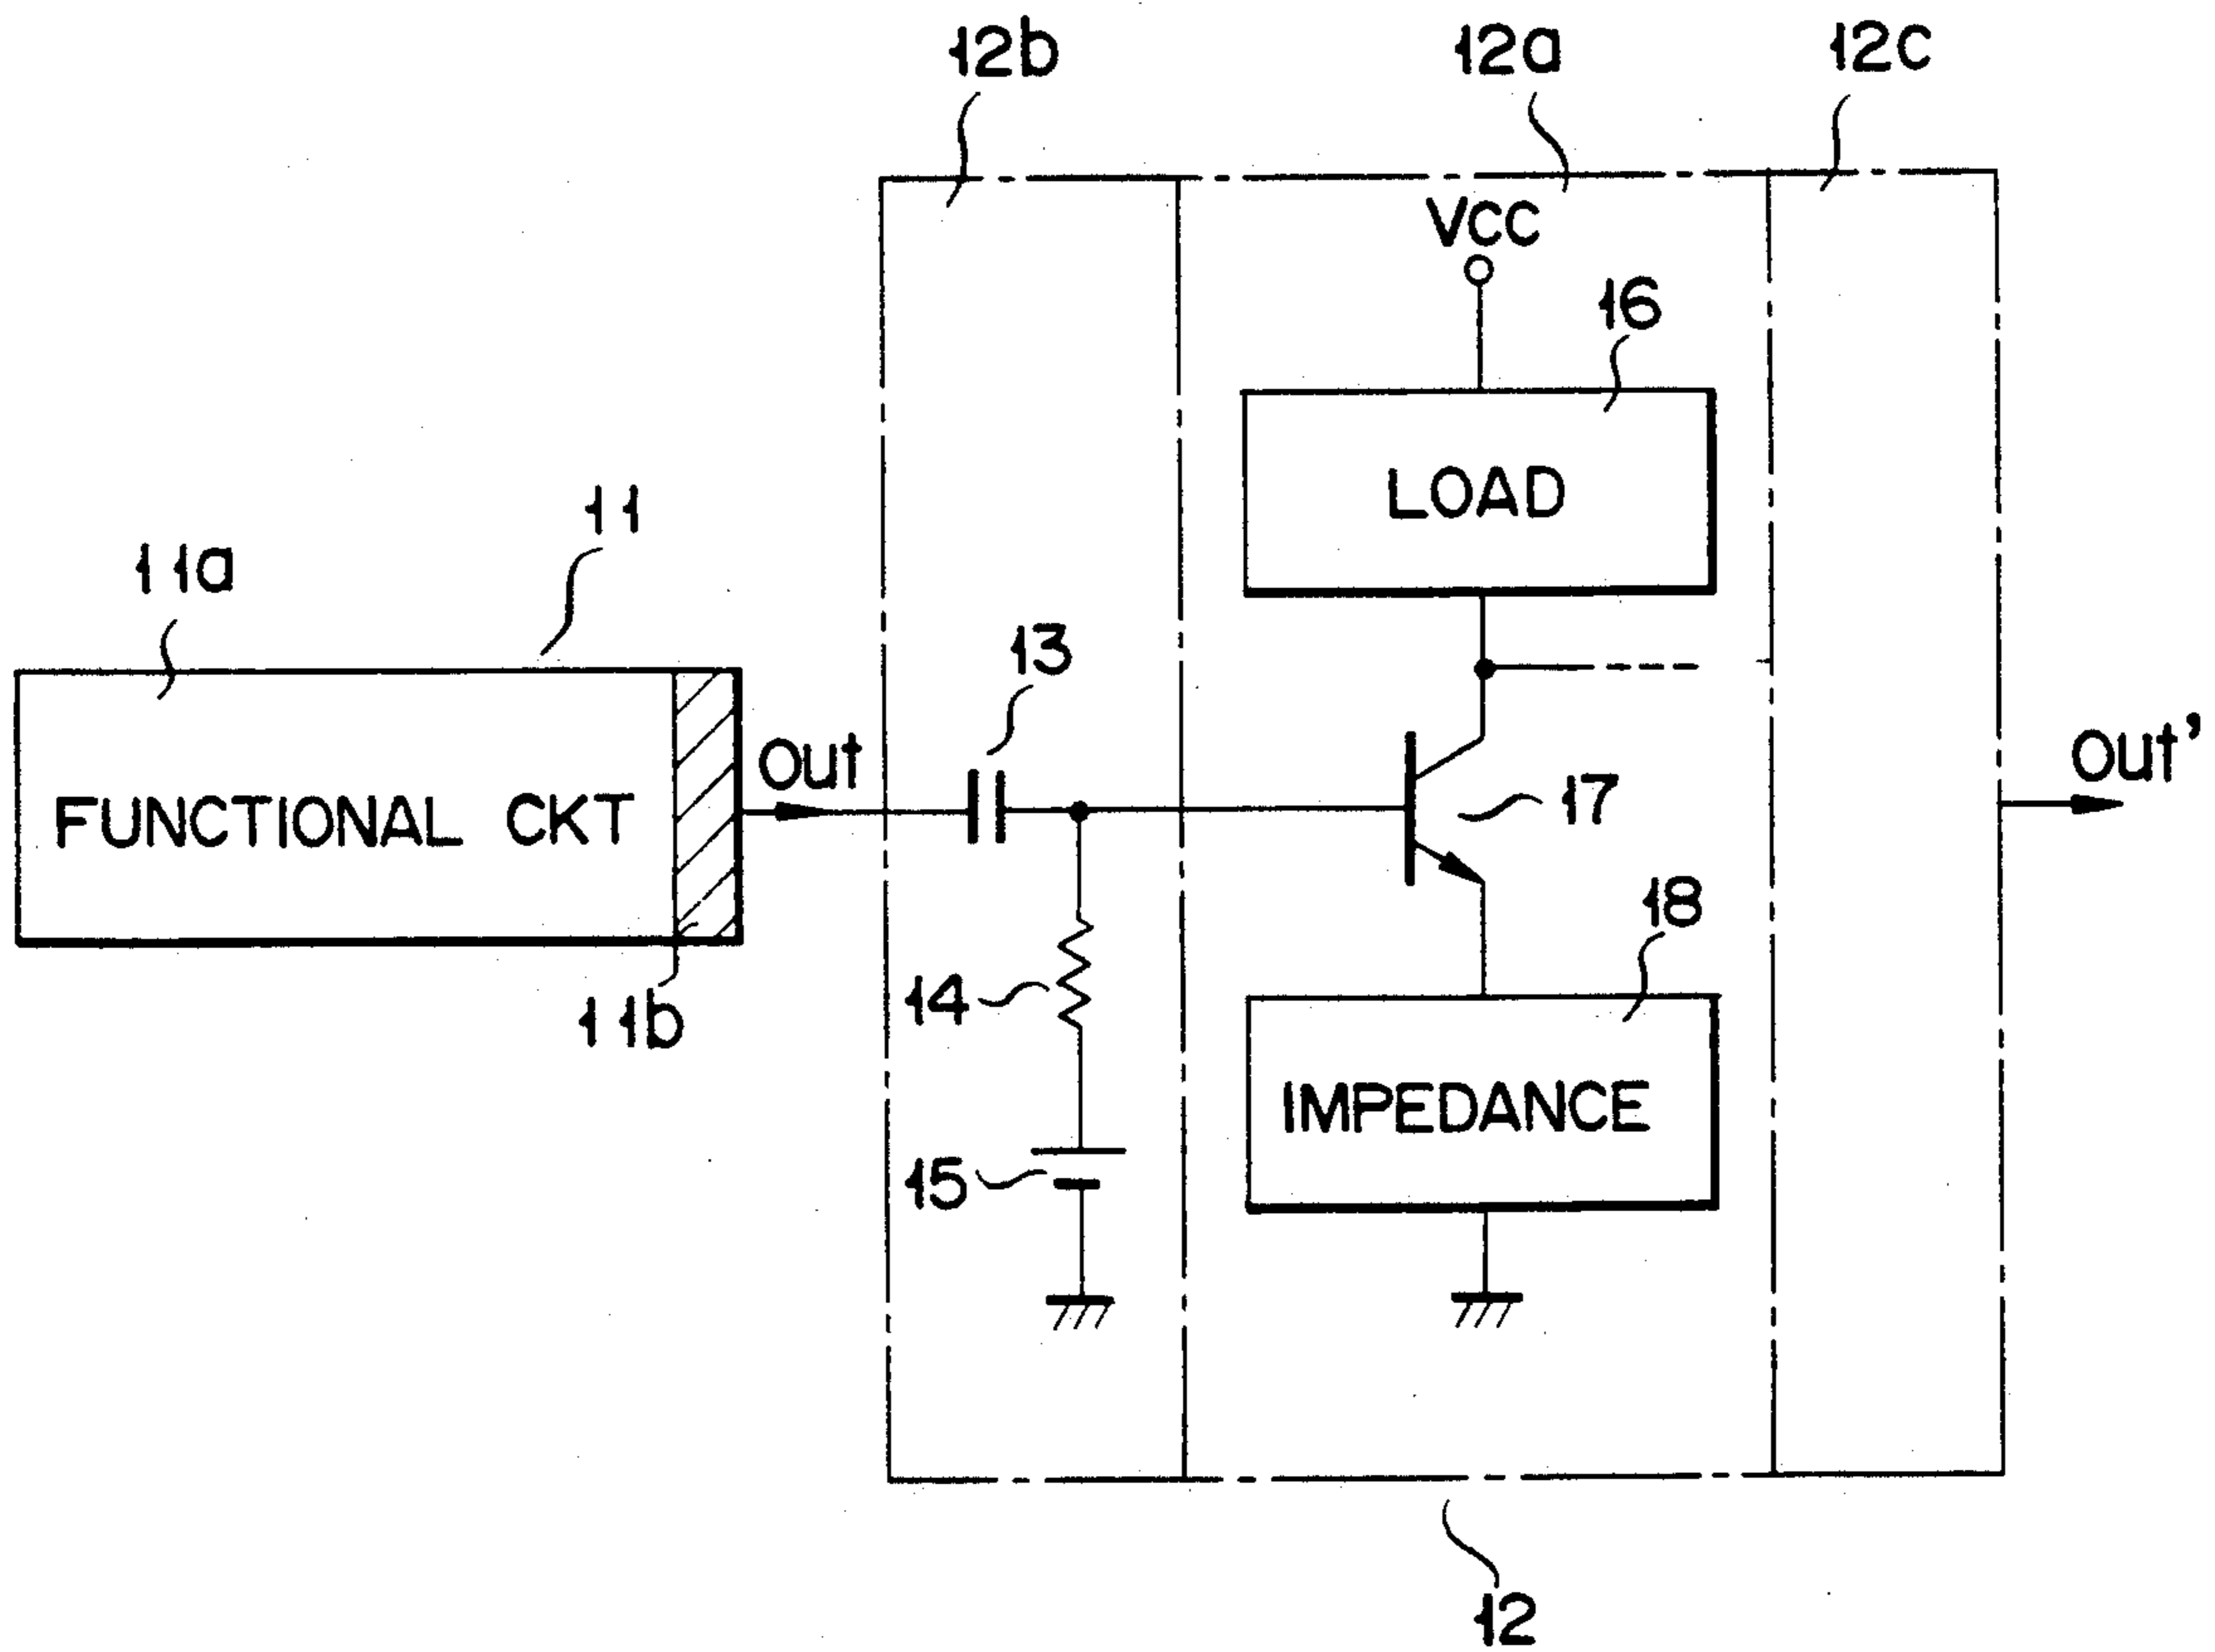 12b
12a
12c
VCC
16
LOAD
11
11a
13
out
out'
FUNCTIONAL CKT
17
18
14
11b
IMPEDANCE
15
12